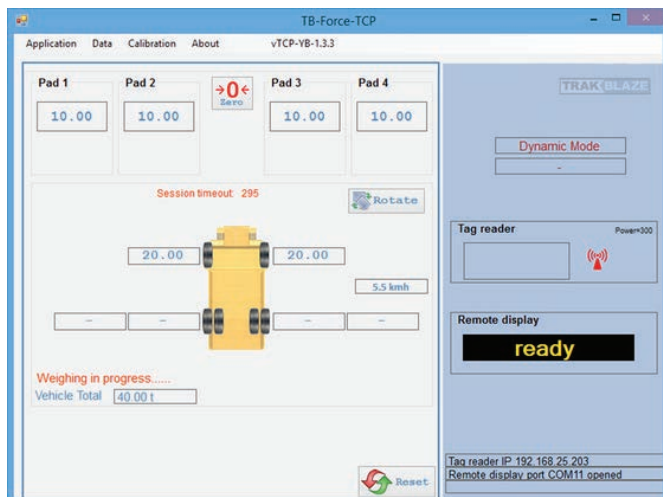 TB-Force-TCP
Application Data Calibration About vTCP-YB-1.3.3
Pad 1 Pad 2 Pad 3 Pad 4
→0←
Zero
10.00 10.00 10.00 10.00
TRAK BLAZE
Dynamic Mode
-
Session timeout 295
Rotate
20.00 20.00
5.5 kmh
- - - -
Tag reader Power=300
Remote display
ready
Weighing in progress......
Vehicle Total 40.00 t
Reset
Tag reader IP 192.168.25.203
Remote display port COM11 opened